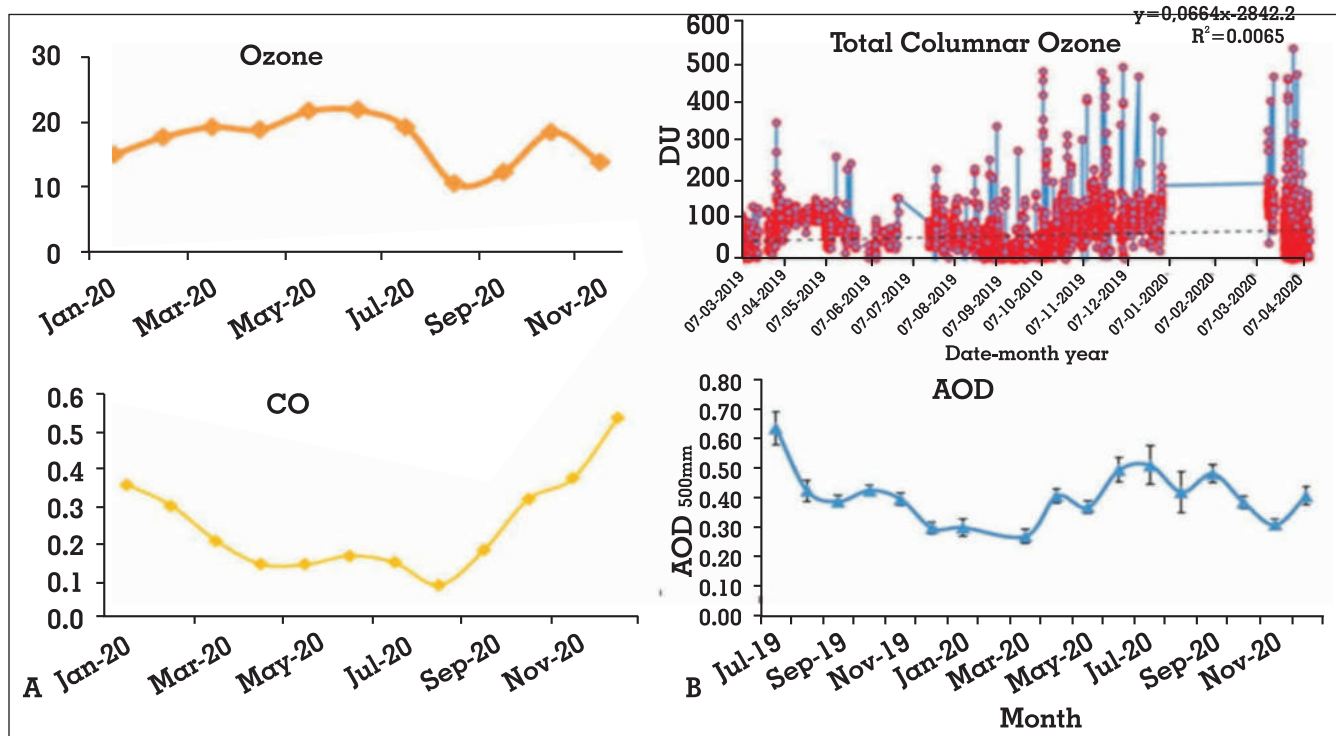 Ozone
30
20
10
0
Jan-20 Mar-20 May-20 Jul-20 Sep-20 Nov-20
y=0,0664x-2842.2
R²=0.0065
Total Columnar Ozone
DU
600
500
400
300
200
100
0
07-03-2019 07-04-2019 07-05-2019 07-06-2019 07-07-2019 07-08-2019 07-09-2019 07-10-2010 07-11-2019 07-12-2019 07-01-2020 07-02-2020 07-03-2020 07-04-2020
Date-month year
CO
0.6
0.5
0.4
0.3
0.2
0.1
0.0
Jan-20 Mar-20 May-20 Jul-20 Sep-20 Nov-20
A
AOD
AOD 500mm
0.80
0.70
0.60
0.50
0.40
0.30
0.20
0.00
Jul-19 Sep-19 Nov-19 Jan-20 Mar-20 May-20 Jul-20 Sep-20 Nov-20
B
Month